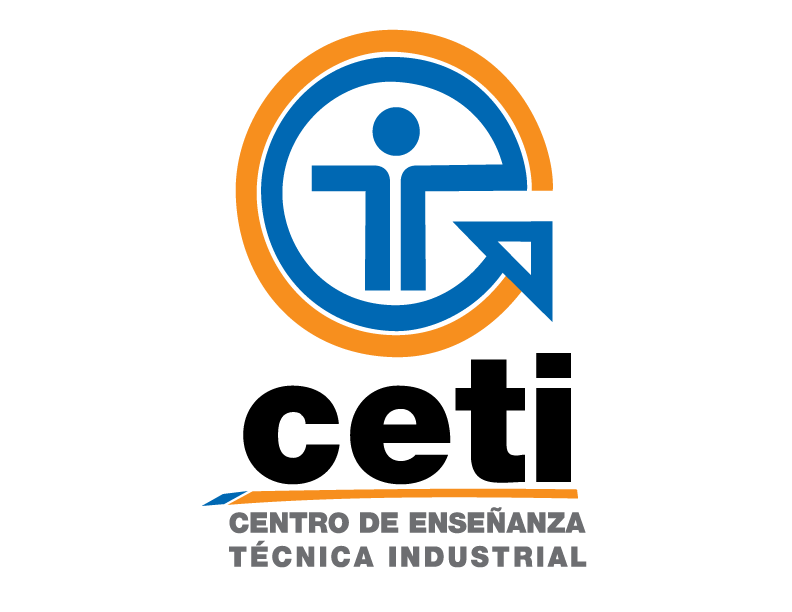 ceti
CENTRO DE ENSEÑANZA
TÉCNICA INDUSTRIAL